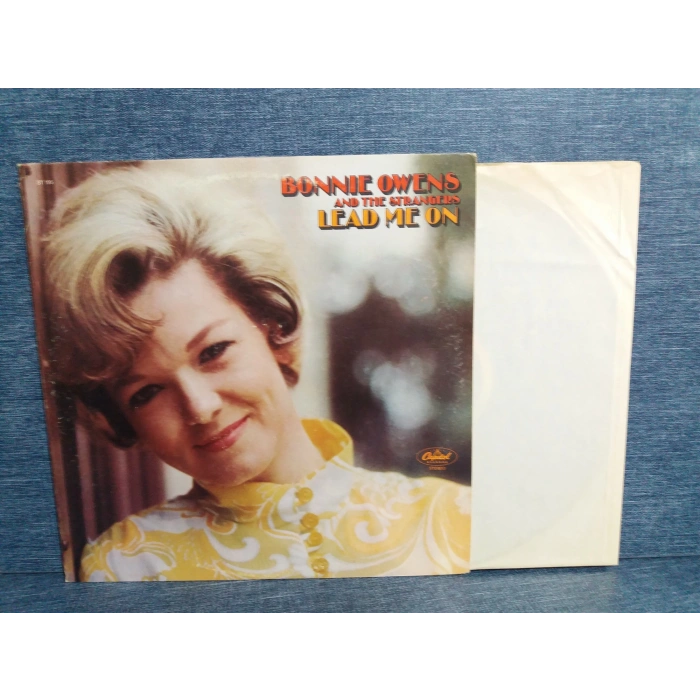 BONNIE OWENS
AND THE STRANGERS
LEAD ME ON
Capitol